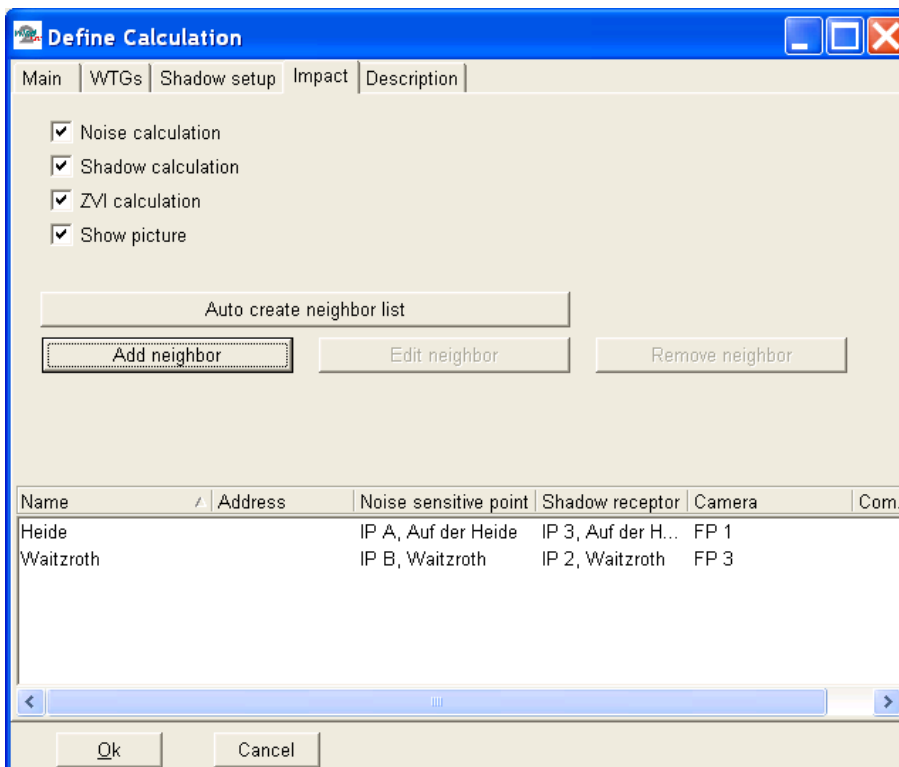 Define Calculation
Main WTGs Shadow setup Impact Description
Noise calculation
Shadow calculation
ZVI calculation
Show picture
Auto create neighbor list
Add neighbor Edit neighbor Remove neighbor
Name Address Noise sensitive point Shadow receptor Camera Com.
Heide IP A, Auf der Heide IP 3, Auf der H... FP 1
Waitzroth IP B, Waitzroth IP 2, Waitzroth FP 3
Ok Cancel